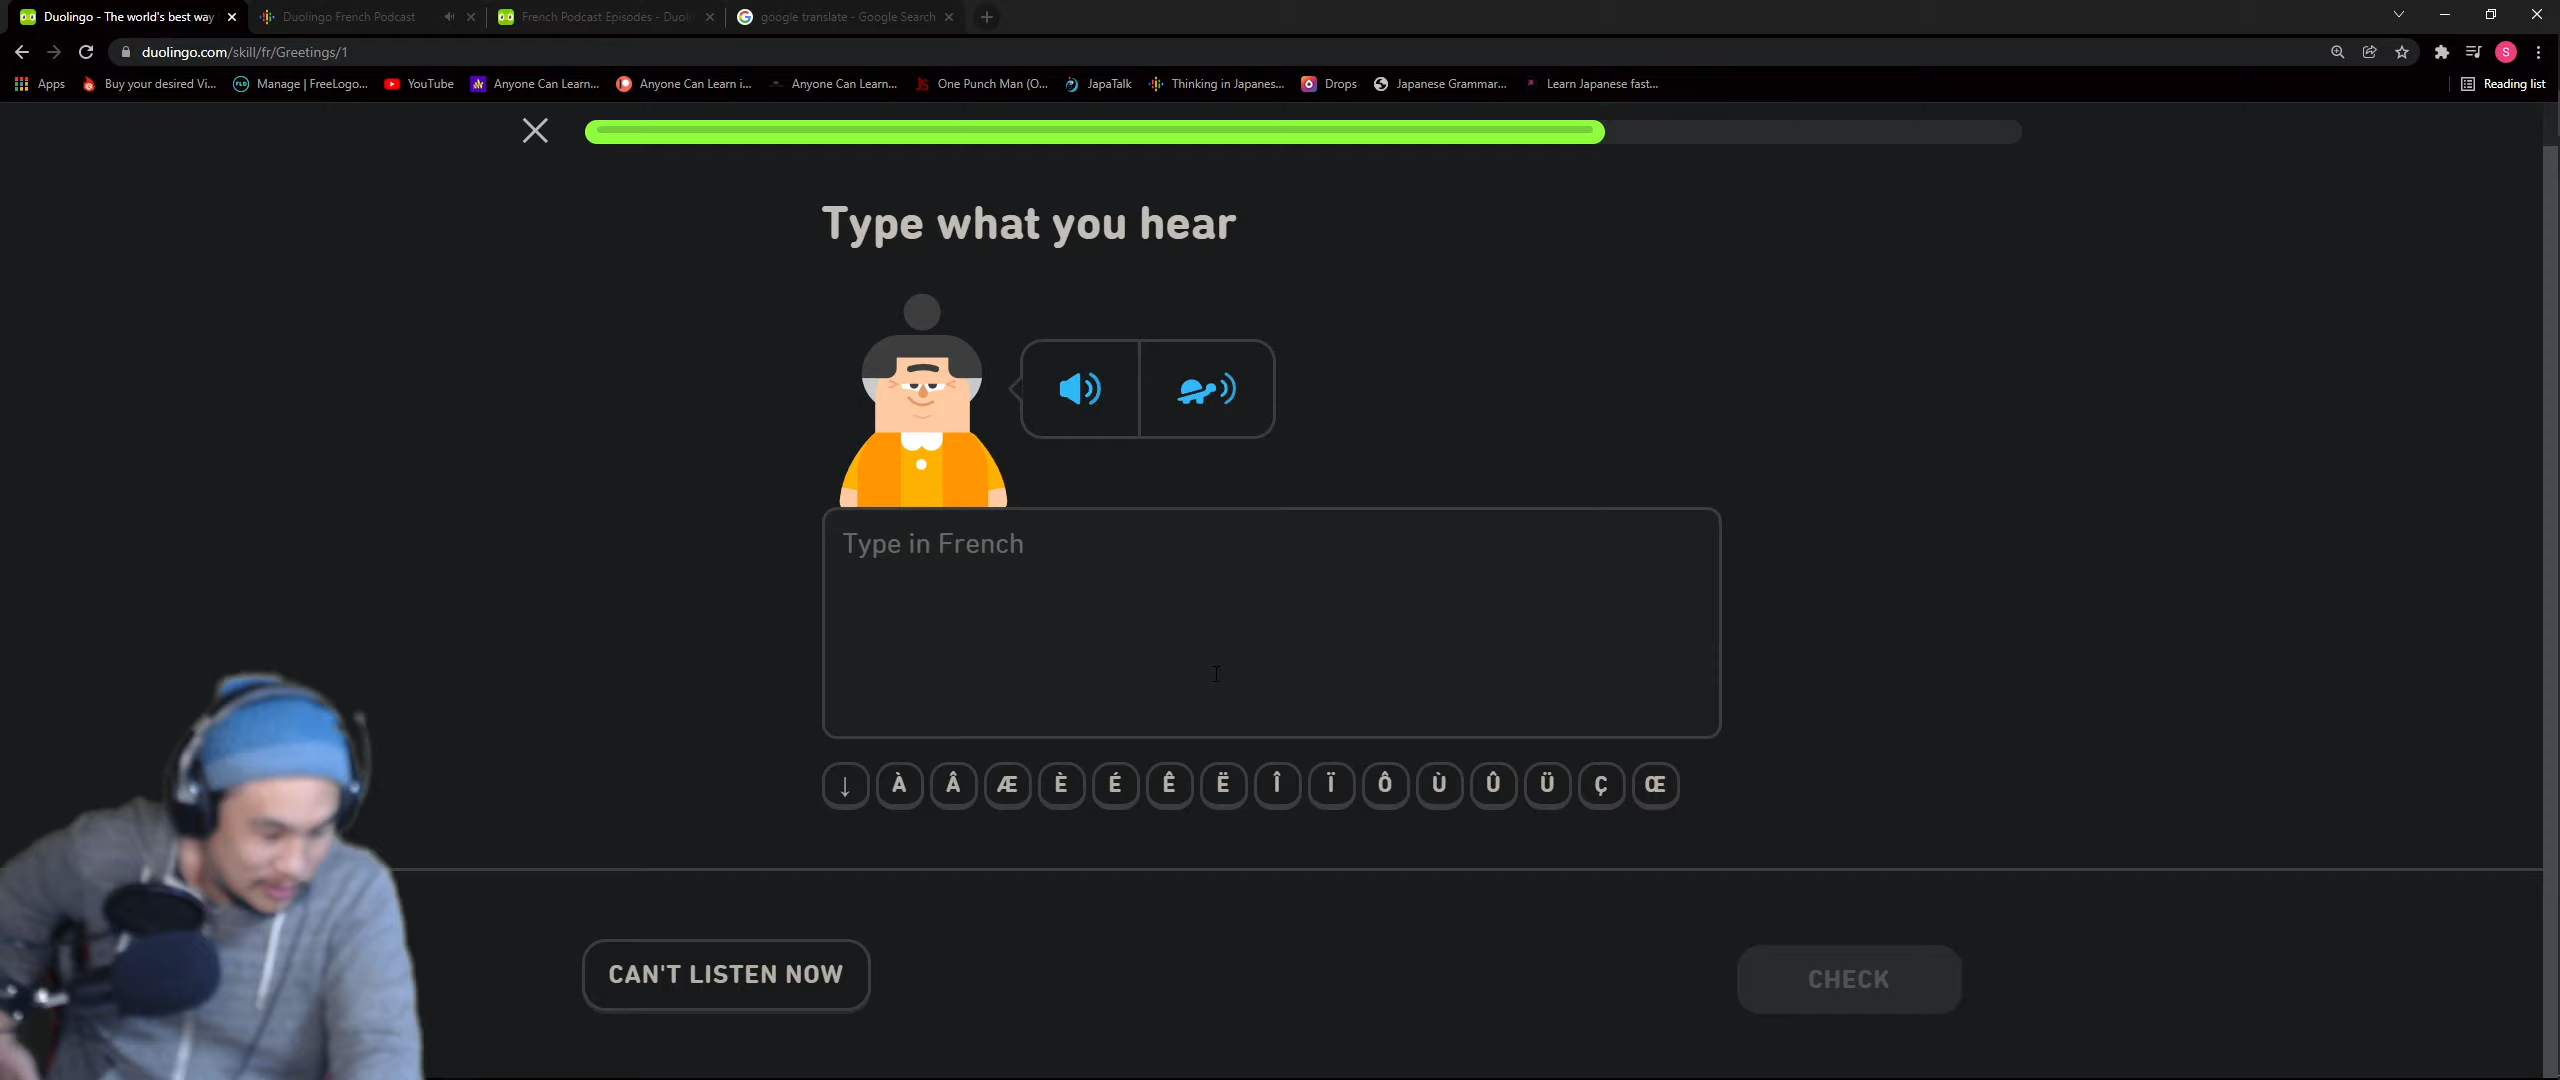 Duolingo - The world's best way
Duolingo French Podcast
French Podcast Episodes - Duoli
google translate - Google Search
duolingo.com/skill/fr/Greetings/1
S
Apps
Buy your desired Vi...
Manage | FreeLogo...
YouTube
Anyone Can Learn...
Anyone Can Learn i...
Anyone Can Learn...
One Punch Man (O...
JapaTalk
Thinking in Japanes...
Drops
Japanese Grammar...
Learn Japanese fast...
Reading list
Type what you hear
Type in French
↓ À Â Æ È É Ê Ë Î Ï Ô Ù Û Ü Ç Œ
CAN'T LISTEN NOW
CHECK